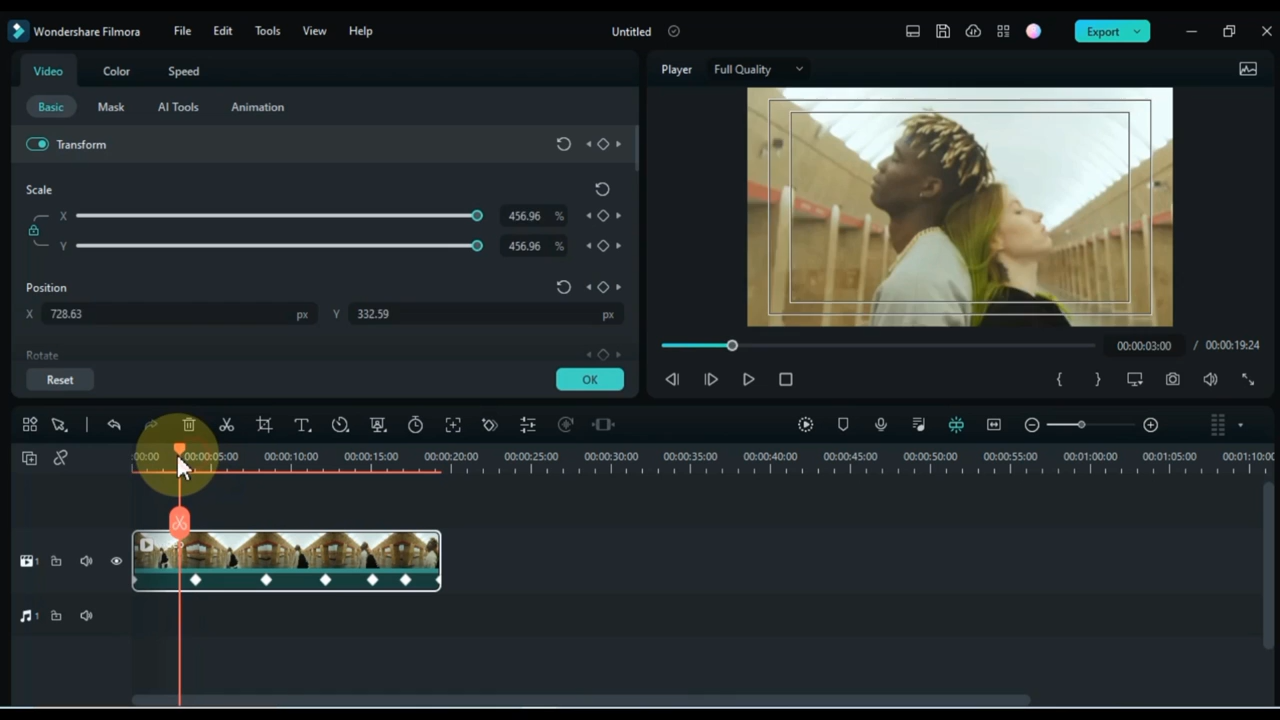 Wondershare Filmora File Edit Tools View Help Untitled Export
Video Color Speed
Player Full Quality
Basic Mask AI Tools Animation
Transform
Scale
X 456.96 %
Y 456.96 %
Position
X 728.63 px Y 332.59 px
Rotate
00:00:03:00 / 00:00:19:24
Reset OK
:00:00 00:00:05:00 00:00:10:00 00:00:15:00 00:00:20:00 00:00:25:00 00:00:30:00 00:00:35:00 00:00:40:00 00:00:45:00 00:00:50:00 00:00:55:00 00:01:00:00 00:01:05:00 00:01:10:00
1
1